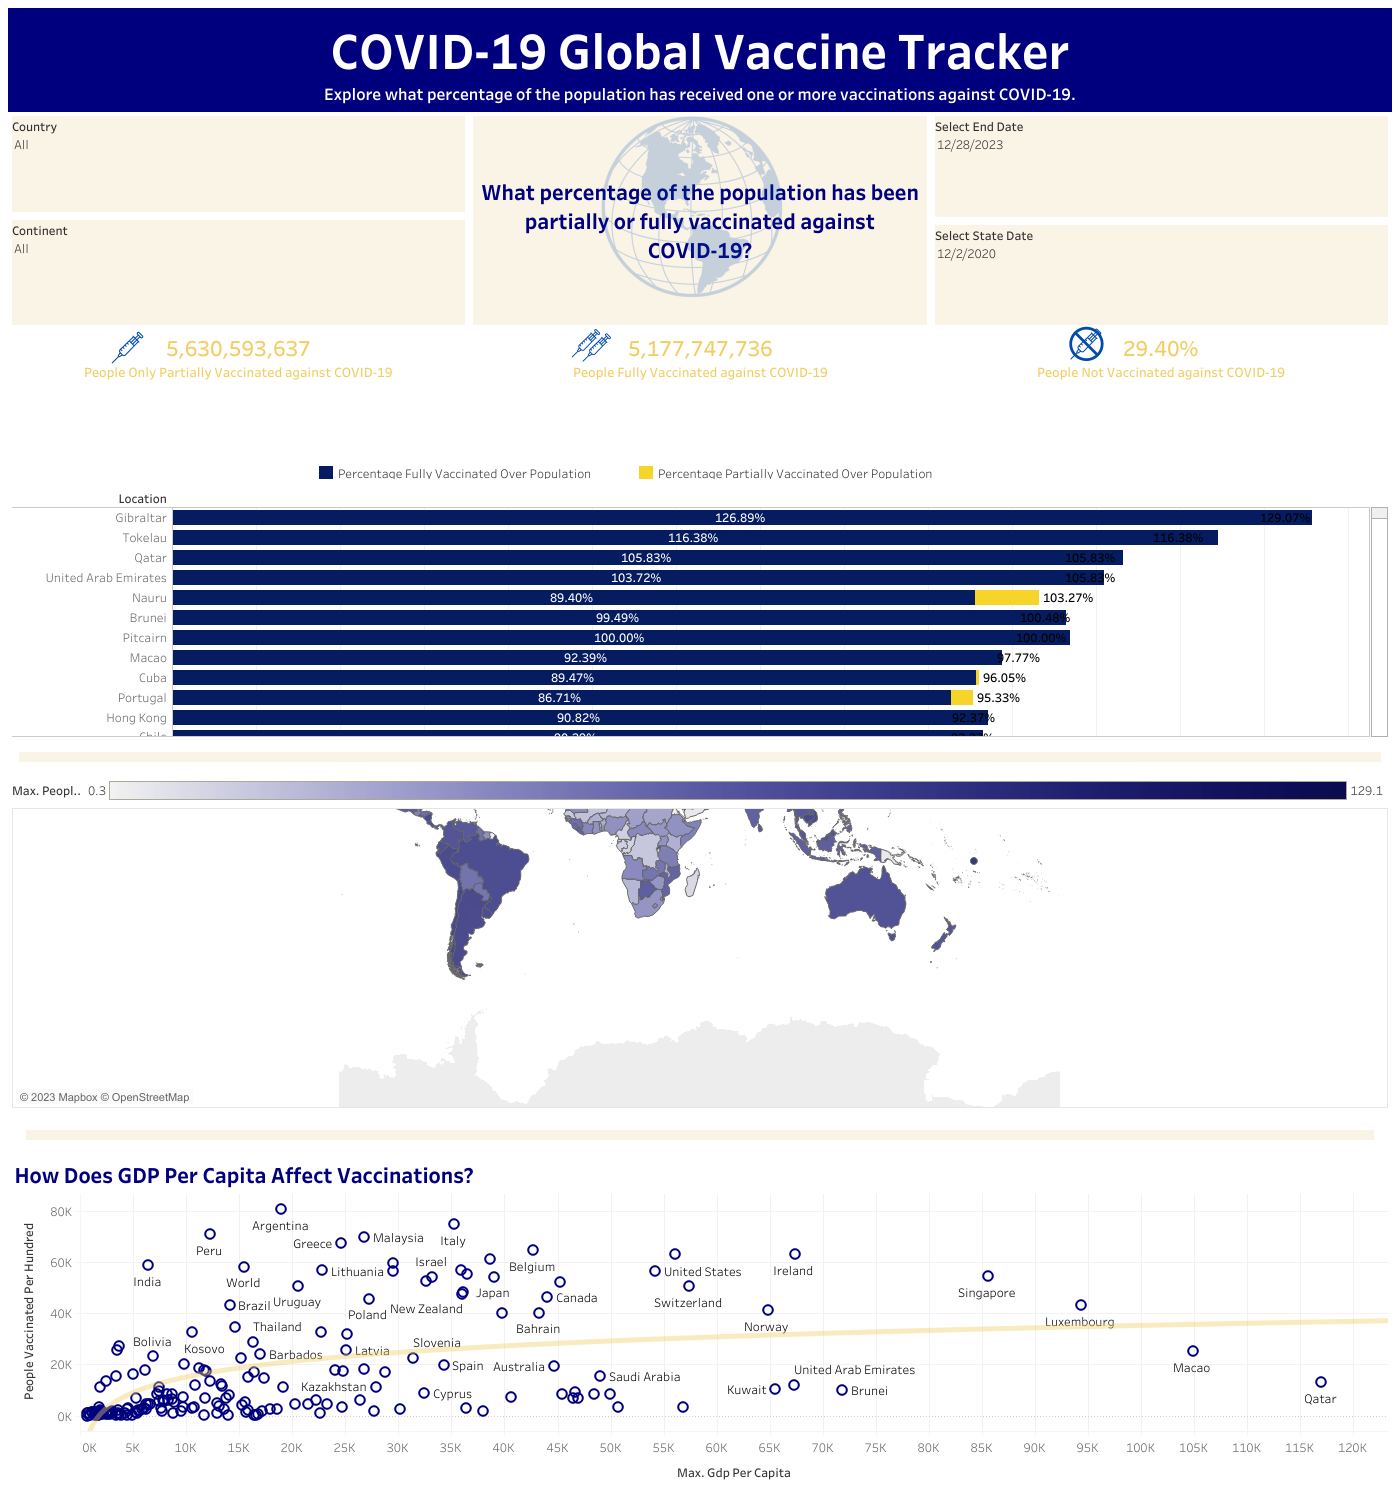 COVID-19 Global Vaccine Tracker
Explore what percentage of the population has received one or more vaccinations against COVID-19.
Country
All
Continent
All
What percentage of the population has been
partially or fully vaccinated against
COVID-19?
Select End Date
12/28/2023
Select State Date
12/2/2020
5,630,593,637
People Only Partially Vaccinated against COVID-19
5,177,747,736
People Fully Vaccinated against COVID-19
29.40%
People Not Vaccinated against COVID-19
Percentage Fully Vaccinated Over Population
Percentage Partially Vaccinated Over Population
Location
Gibraltar 126.89% 129.07%
Tokelau 116.38% 116.38%
Qatar 105.83% 105.83%
United Arab Emirates 103.72% 105.83%
Nauru 89.40% 103.27%
Brunei 99.49% 100.48%
Pitcairn 100.00% 100.00%
Macao 92.39% 97.77%
Cuba 89.47% 96.05%
Portugal 86.71% 95.33%
Hong Kong 90.82% 92.37%
Chile
Max. Peopl.. 0.3 129.1
© 2023 Mapbox © OpenStreetMap
How Does GDP Per Capita Affect Vaccinations?
People Vaccinated Per Hundred
80K
60K
40K
20K
0K
Argentina
Peru
Greece
Malaysia
Italy
India
World
Lithuania
Israel
Belgium
United States
Ireland
Singapore
Brazil
Uruguay
Poland
New Zealand
Japan
Canada
Switzerland
Bolivia
Kosovo
Thailand
Barbados
Latvia
Slovenia
Bahrain
Norway
Luxembourg
Kazakhstan
Spain
Cyprus
Australia
Saudi Arabia
United Arab Emirates
Kuwait
Brunei
Macao
Qatar
0K 5K 10K 15K 20K 25K 30K 35K 40K 45K 50K 55K 60K 65K 70K 75K 80K 85K 90K 95K 100K 105K 110K 115K 120K
Max. Gdp Per Capita